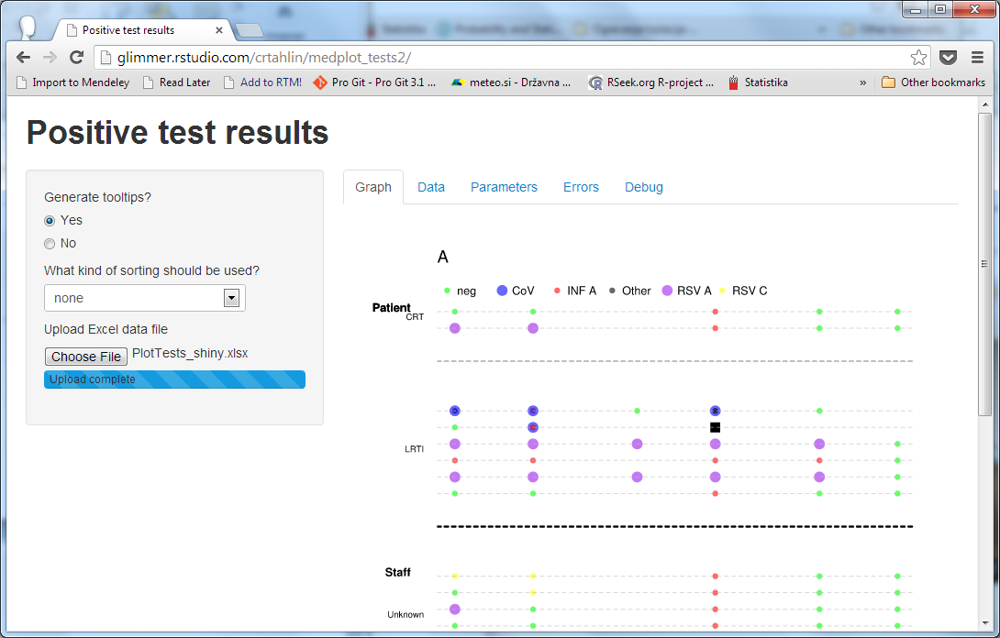 Positive test results
glimmer.rstudio.com/crtahlin/medplot_tests2/
Import to Mendeley Read Later Add to RTM! Pro Git - Pro Git 3.1 ... meteo.si - Državna ... RSeek.org R-project ... Statistika » Other bookmarks
Positive test results
Generate tooltips?
Yes
No
What kind of sorting should be used?
none
Upload Excel data file
Choose File PlotTests_shiny.xlsx
Upload complete
Graph Data Parameters Errors Debug
A
neg CoV INF A Other RSV A RSV C
Patient
CRT
LRTI
Staff
Unknown